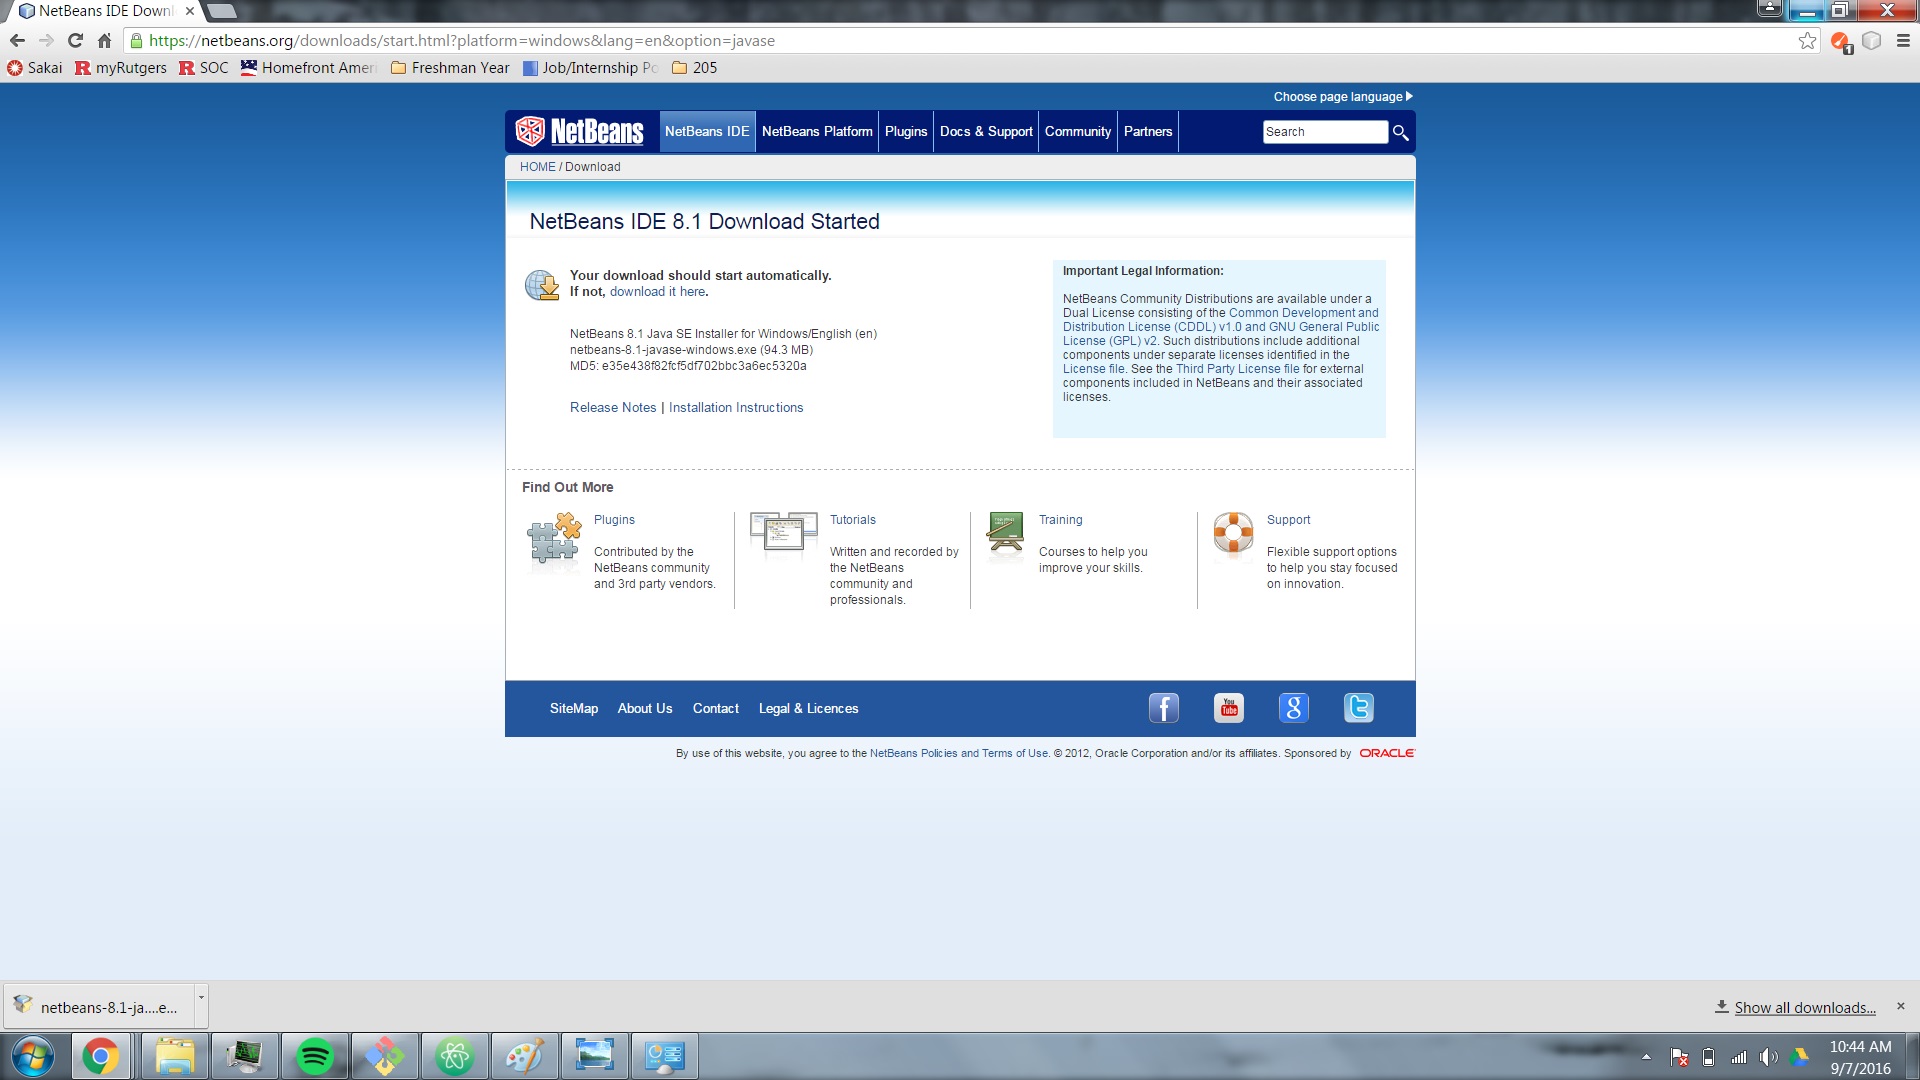 NetBeans IDE Downl
https://netbeans.org/downloads/start.html?platform=windows&lang=en&option=javase
1
Sakai
myRutgers
SOC
Homefront Ameri
Freshman Year
Job/Internship Po
205
Choose page language
NetBeans
NetBeans IDE
NetBeans Platform
Plugins
Docs & Support
Community
Partners
Search
HOME / Download
NetBeans IDE 8.1 Download Started
Your download should start automatically.
If not, download it here.
NetBeans 8.1 Java SE Installer for Windows/English (en)
netbeans-8.1-javase-windows.exe (94.3 MB)
MD5: e35e438f82fcf5df702bbc3a6ec5320a
Release Notes | Installation Instructions
Important Legal Information:
NetBeans Community Distributions are available under a
Dual License consisting of the Common Development and
Distribution License (CDDL) v1.0 and GNU General Public
License (GPL) v2. Such distributions include additional
components under separate licenses identified in the
License file. See the Third Party License file for external
components included in NetBeans and their associated
licenses.
Find Out More
Plugins
Contributed by the
NetBeans community
and 3rd party vendors.
Tutorials
Written and recorded by
the NetBeans
community and
professionals.
Training
Courses to help you
improve your skills.
Support
Flexible support options
to help you stay focused
on innovation.
SiteMap
About Us
Contact
Legal & Licences
f
You
Tube
g
t
By use of this website, you agree to the NetBeans Policies and Terms of Use. © 2012, Oracle Corporation and/or its affiliates. Sponsored by ORACLE
netbeans-8.1-ja....e...
Show all downloads...
10:44 AM
9/7/2016